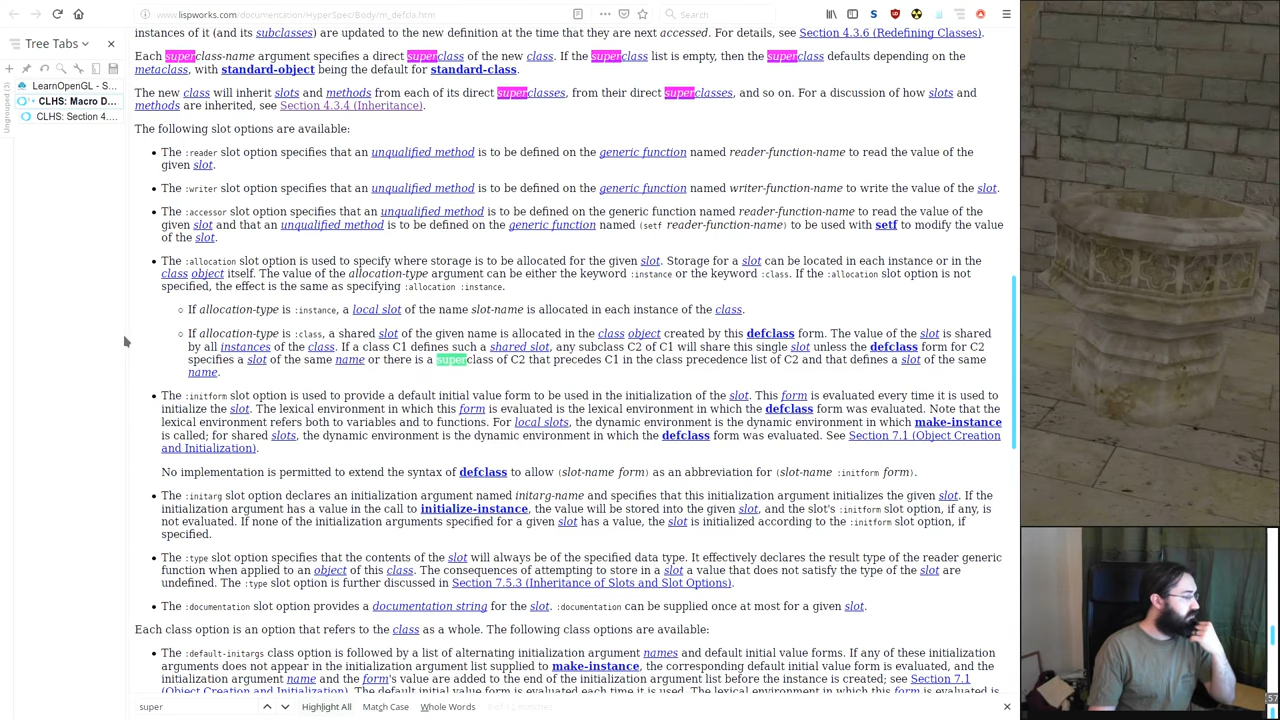 www.lispworks.com/documentation/HyperSpec/Body/m_defcla.htm
Search
Tree Tabs
Ungrouped (3)
LearnOpenGL - S...
CLHS: Macro D...
CLHS: Section 4....
instances of it (and its subclasses) are updated to the new definition at the time that they are next accessed. For details, see Section 4.3.6 (Redefining Classes).
Each superclass-name argument specifies a direct superclass of the new class. If the superclass list is empty, then the superclass defaults depending on the
metaclass, with standard-object being the default for standard-class.
The new class will inherit slots and methods from each of its direct superclasses, from their direct superclasses, and so on. For a discussion of how slots and
methods are inherited, see Section 4.3.4 (Inheritance).
The following slot options are available:
• The :reader slot option specifies that an unqualified method is to be defined on the generic function named reader-function-name to read the value of the
given slot.
• The :writer slot option specifies that an unqualified method is to be defined on the generic function named writer-function-name to write the value of the slot.
• The :accessor slot option specifies that an unqualified method is to be defined on the generic function named reader-function-name to read the value of the
given slot and that an unqualified method is to be defined on the generic function named (setf reader-function-name) to be used with setf to modify the value
of the slot.
• The :allocation slot option is used to specify where storage is to be allocated for the given slot. Storage for a slot can be located in each instance or in the
class object itself. The value of the allocation-type argument can be either the keyword :instance or the keyword :class. If the :allocation slot option is not
specified, the effect is the same as specifying :allocation :instance.
○ If allocation-type is :instance, a local slot of the name slot-name is allocated in each instance of the class.
○ If allocation-type is :class, a shared slot of the given name is allocated in the class object created by this defclass form. The value of the slot is shared
by all instances of the class. If a class C1 defines such a shared slot, any subclass C2 of C1 will share this single slot unless the defclass form for C2
specifies a slot of the same name or there is a superclass of C2 that precedes C1 in the class precedence list of C2 and that defines a slot of the same
name.
• The :initform slot option is used to provide a default initial value form to be used in the initialization of the slot. This form is evaluated every time it is used to
initialize the slot. The lexical environment in which this form is evaluated is the lexical environment in which the defclass form was evaluated. Note that the
lexical environment refers both to variables and to functions. For local slots, the dynamic environment is the dynamic environment in which make-instance
is called; for shared slots, the dynamic environment is the dynamic environment in which the defclass form was evaluated. See Section 7.1 (Object Creation
and Initialization).
No implementation is permitted to extend the syntax of defclass to allow (slot-name form) as an abbreviation for (slot-name :initform form).
• The :initarg slot option declares an initialization argument named initarg-name and specifies that this initialization argument initializes the given slot. If the
initialization argument has a value in the call to initialize-instance, the value will be stored into the given slot, and the slot's :initform slot option, if any, is
not evaluated. If none of the initialization arguments specified for a given slot has a value, the slot is initialized according to the :initform slot option, if
specified.
• The :type slot option specifies that the contents of the slot will always be of the specified data type. It effectively declares the result type of the reader generic
function when applied to an object of this class. The consequences of attempting to store in a slot a value that does not satisfy the type of the slot are
undefined. The :type slot option is further discussed in Section 7.5.3 (Inheritance of Slots and Slot Options).
• The :documentation slot option provides a documentation string for the slot. :documentation can be supplied once at most for a given slot.
Each class option is an option that refers to the class as a whole. The following class options are available:
• The :default-initargs class option is followed by a list of alternating initialization argument names and default initial value forms. If any of these initialization
arguments does not appear in the initialization argument list supplied to make-instance, the corresponding default initial value form is evaluated, and the
initialization argument name and the form's value are added to the end of the initialization argument list before the instance is created; see Section 7.1
(Object Creation and Initialization). The default initial value form is evaluated each time it is used. The lexical environment in which this form is evaluated is
super
Highlight All
Match Case
Whole Words